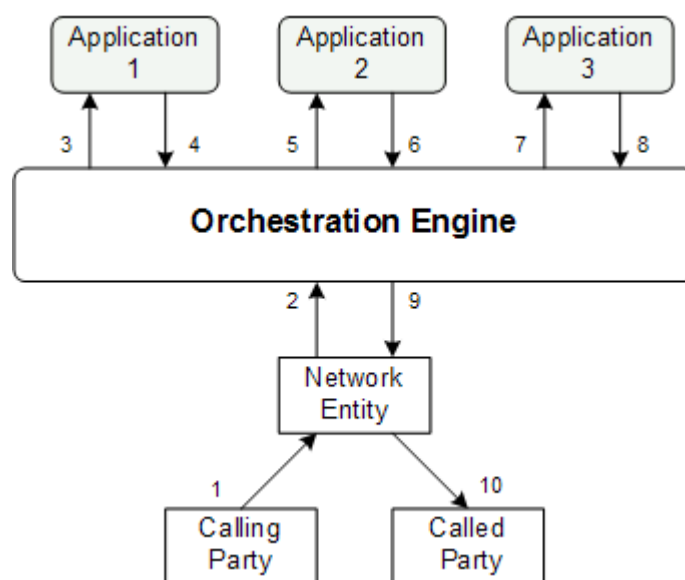 Application
1
Application
2
Application
3
3
4
5
6
7
8
Orchestration Engine
2
9
Network
Entity
1
10
Calling
Party
Called
Party